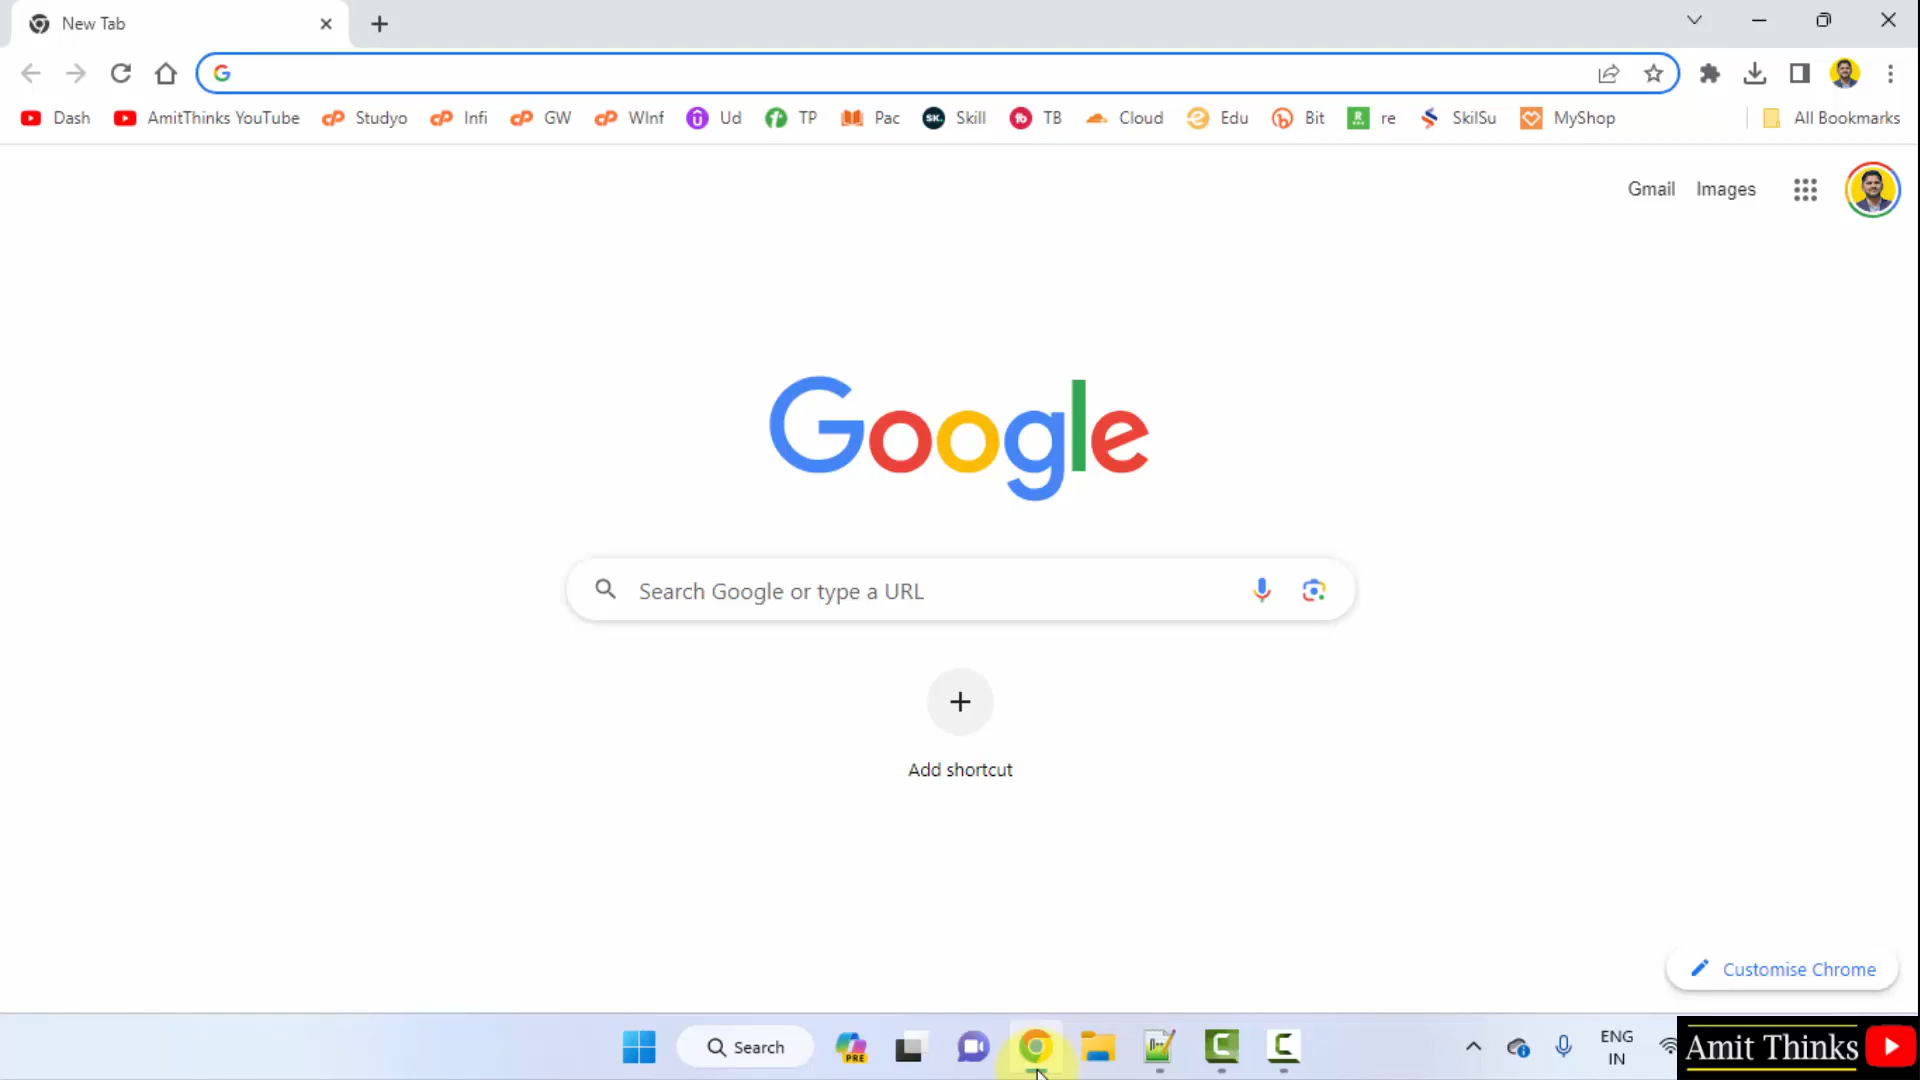 New Tab
Dash AmitThinks YouTube Studyo Infi GW WInf Ud TP Pac SK. Skill TB Cloud Edu Bit R re SkilSu MyShop All Bookmarks
Gmail Images
Google
Search Google or type a URL
Add shortcut
Customise Chrome
Search PRE ENG
IN
Amit Thinks